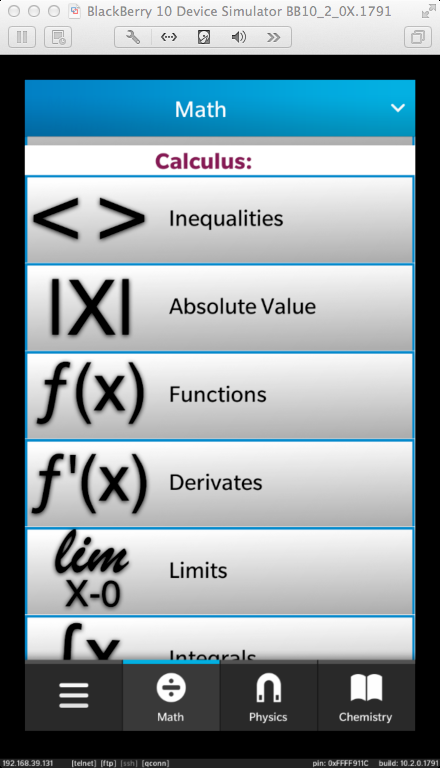 BlackBerry 10 Device Simulator BB10_2_0X.1791
Math
Calculus:
< > Inequalities
|X| Absolute Value
f(x) Functions
f'(x) Derivates
lim
X-0 Limits
∫x Integrals
Math Physics Chemistry
192.168.39.131 [telnet] [ftp] [ssh] [qconn] pin: 0xFFFF911C build: 10.2.0.1791